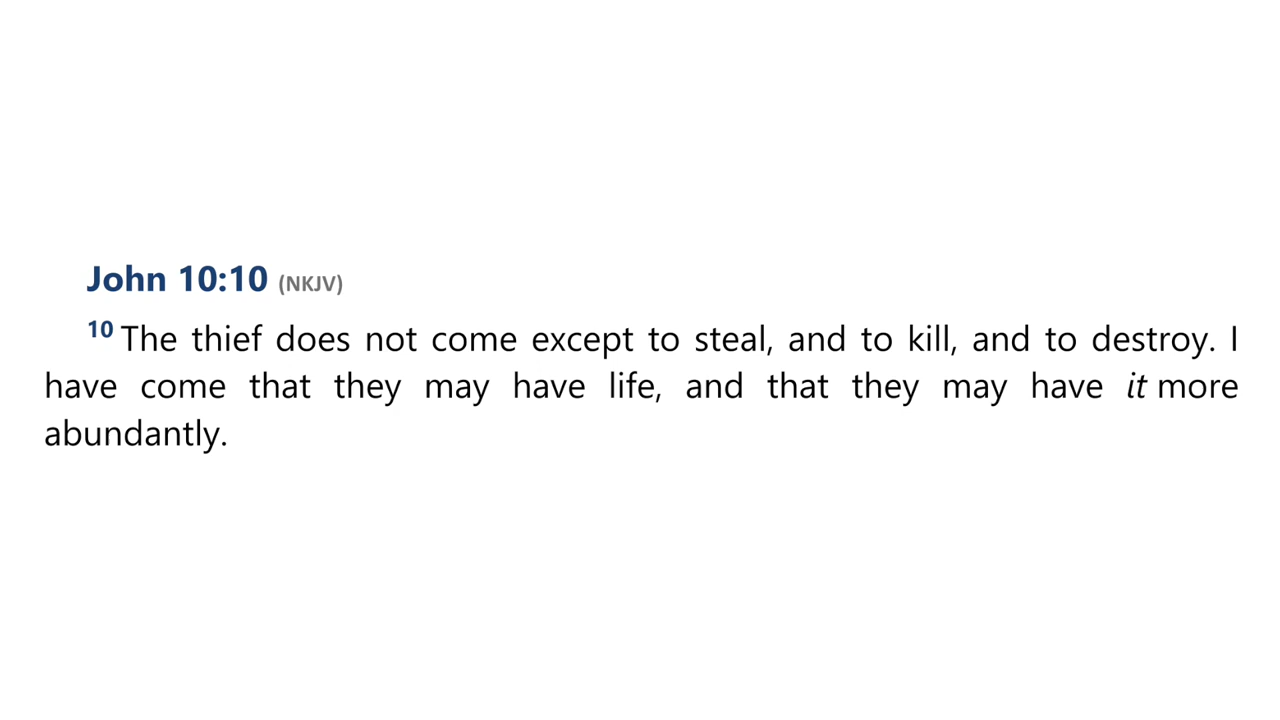 John 10:10 (NKJV)
10 The thief does not come except to steal, and to kill, and to destroy. I
have come that they may have life, and that they may have it more
abundantly.